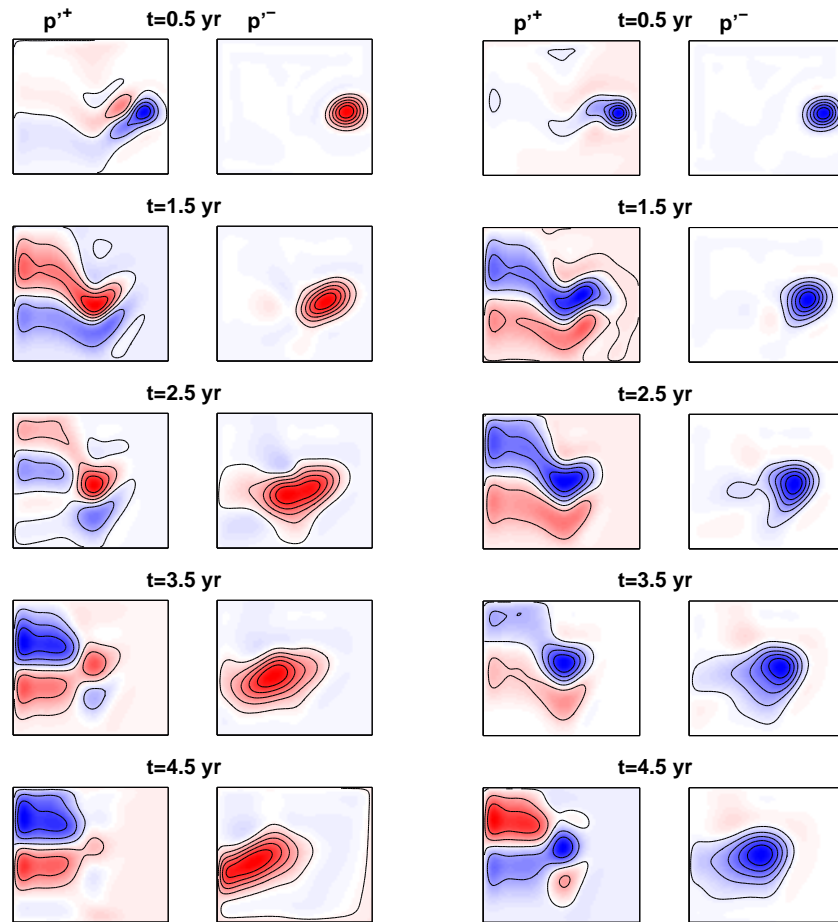 p'+ t=0.5 yr p'− t=0.5 yr
p'+ p'−
t=1.5 yr t=1.5 yr
t=2.5 yr t=2.5 yr
t=3.5 yr t=3.5 yr
t=4.5 yr t=4.5 yr